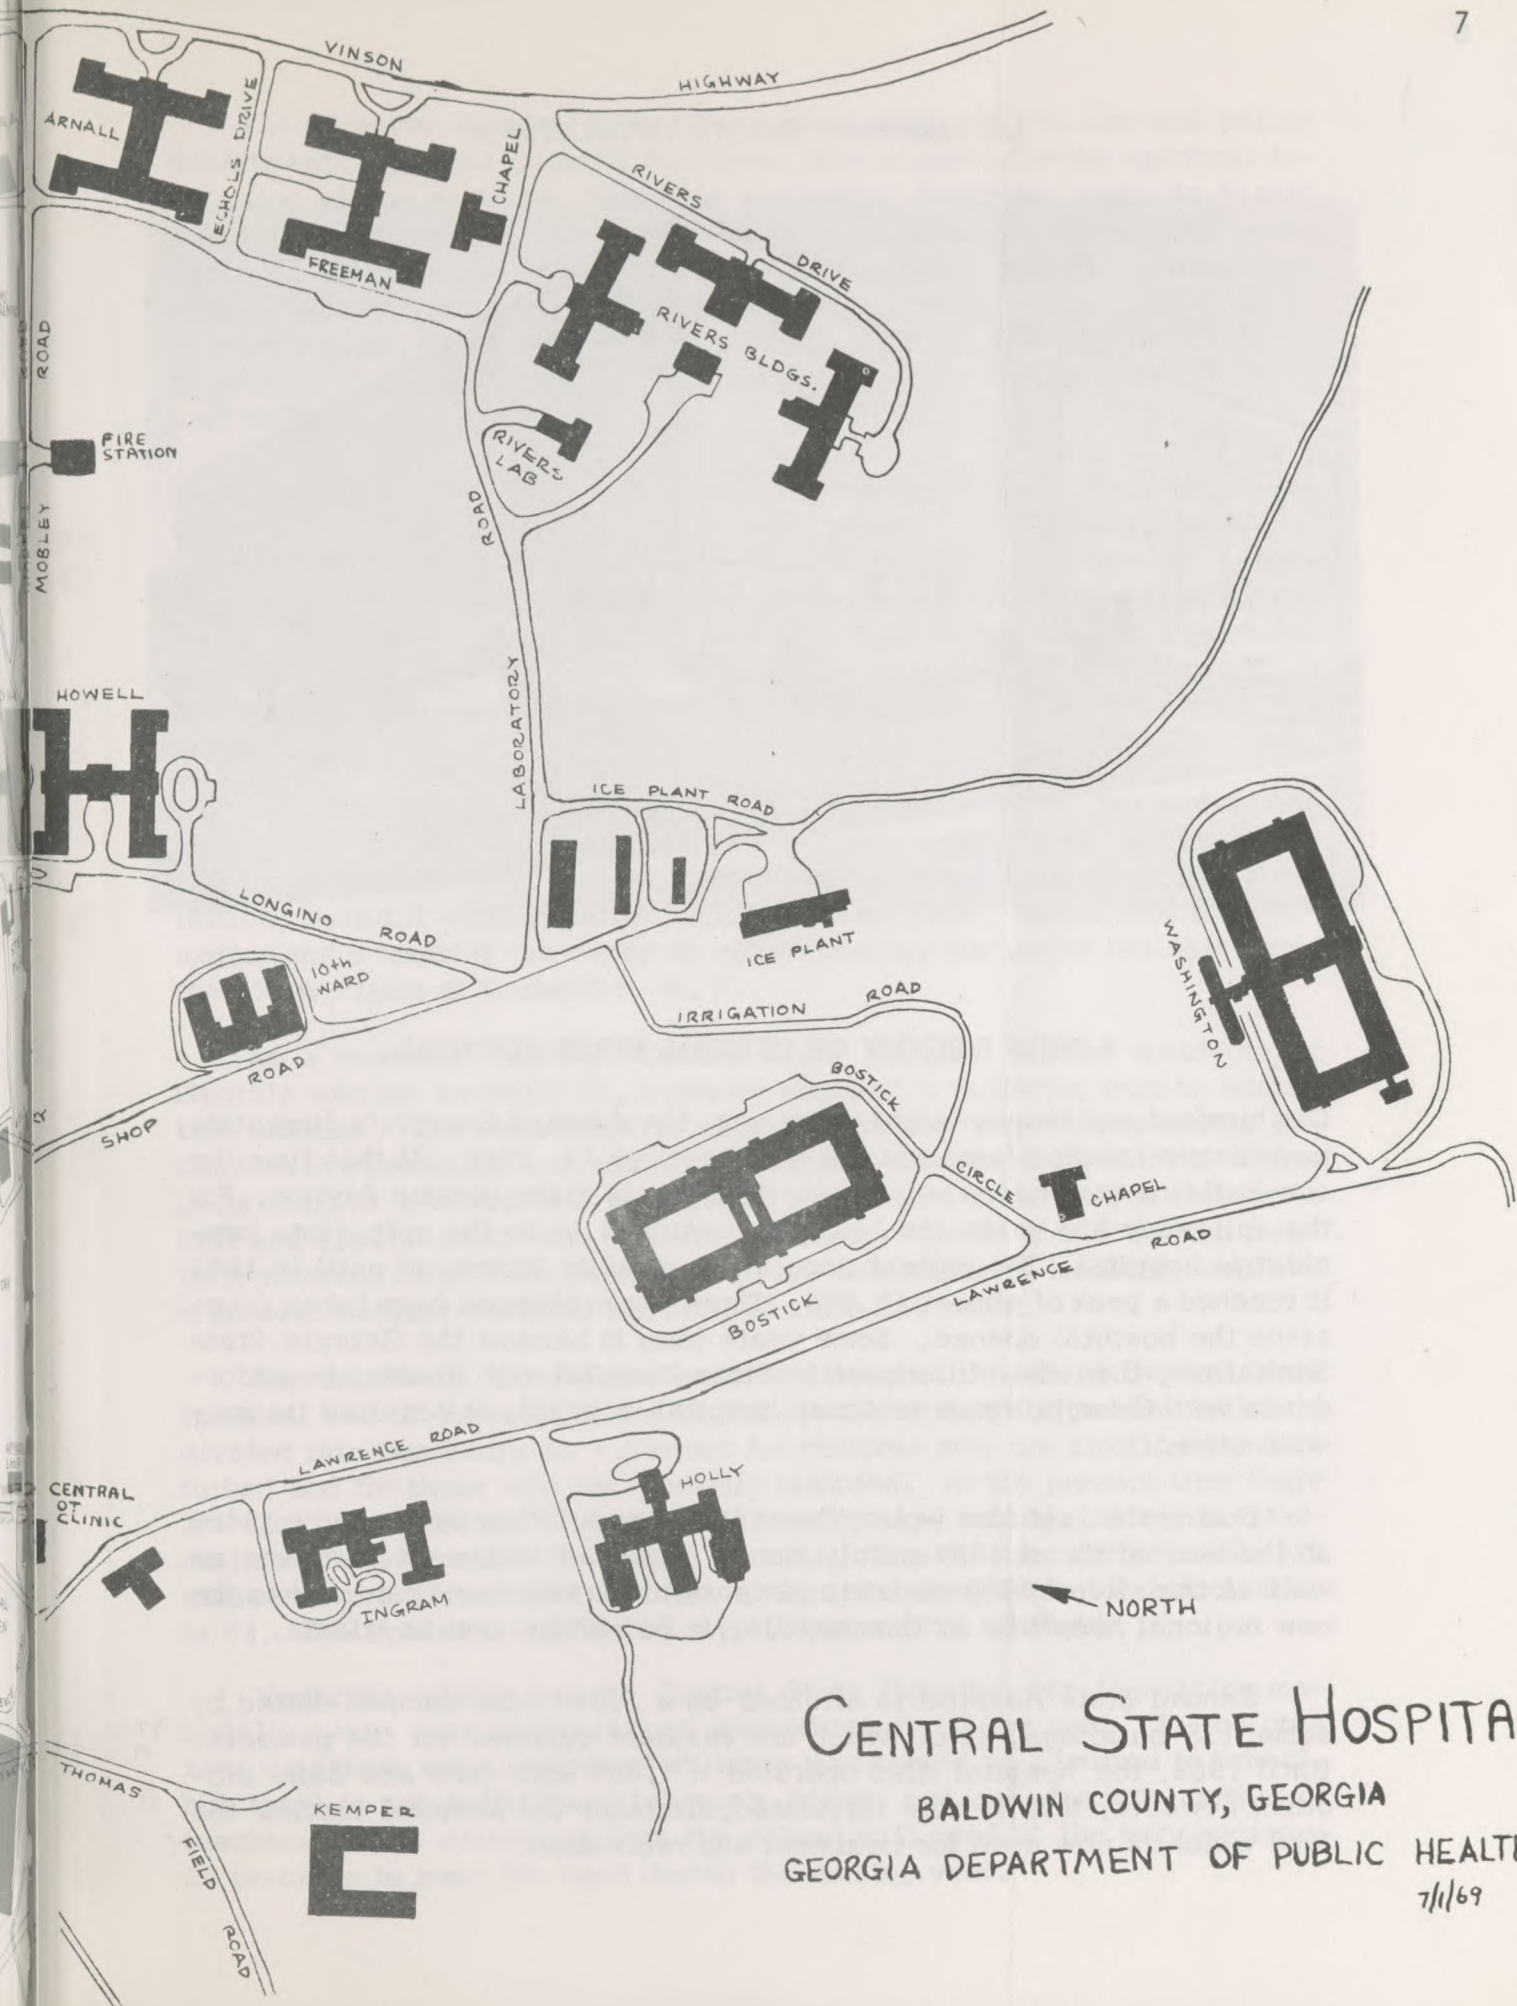 7
VINSON
HIGHWAY
ARNALL
ECHOLS DRIVE
FREEMAN
CHAPEL
RIVERS
DRIVE
RIVERS BLDGS.
RIVERS
LAB
ROAD
LABORATORY
ROAD
FIRE
STATION
MOBLEY
HOWELL
ICE PLANT ROAD
ICE PLANT
LONGINO
ROAD
10th
WARD
SHOP
ROAD
IRRIGATION
ROAD
WASHINGTON
BOSTICK
CIRCLE
BOSTICK
CHAPEL
LAWRENCE
ROAD
LAWRENCE ROAD
CENTRAL
OT
CLINIC
INGRAM
HOLLY
NORTH
THOMAS
FIELD
ROAD
KEMPER
CENTRAL STATE HOSPITA
BALDWIN COUNTY, GEORGIA
GEORGIA DEPARTMENT OF PUBLIC HEALT
7/1/69